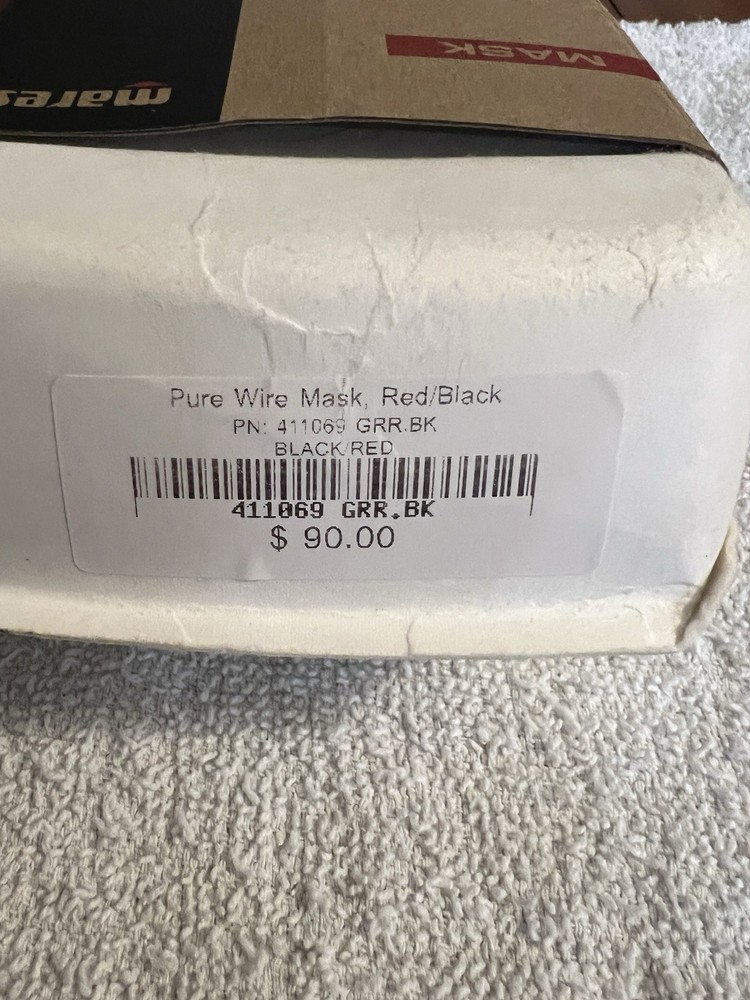 MASK
mares
Pure Wire Mask, Red/Black
PN: 411069 GRR.BK
BLACK/RED
411069 GRR.BK
$ 90.00